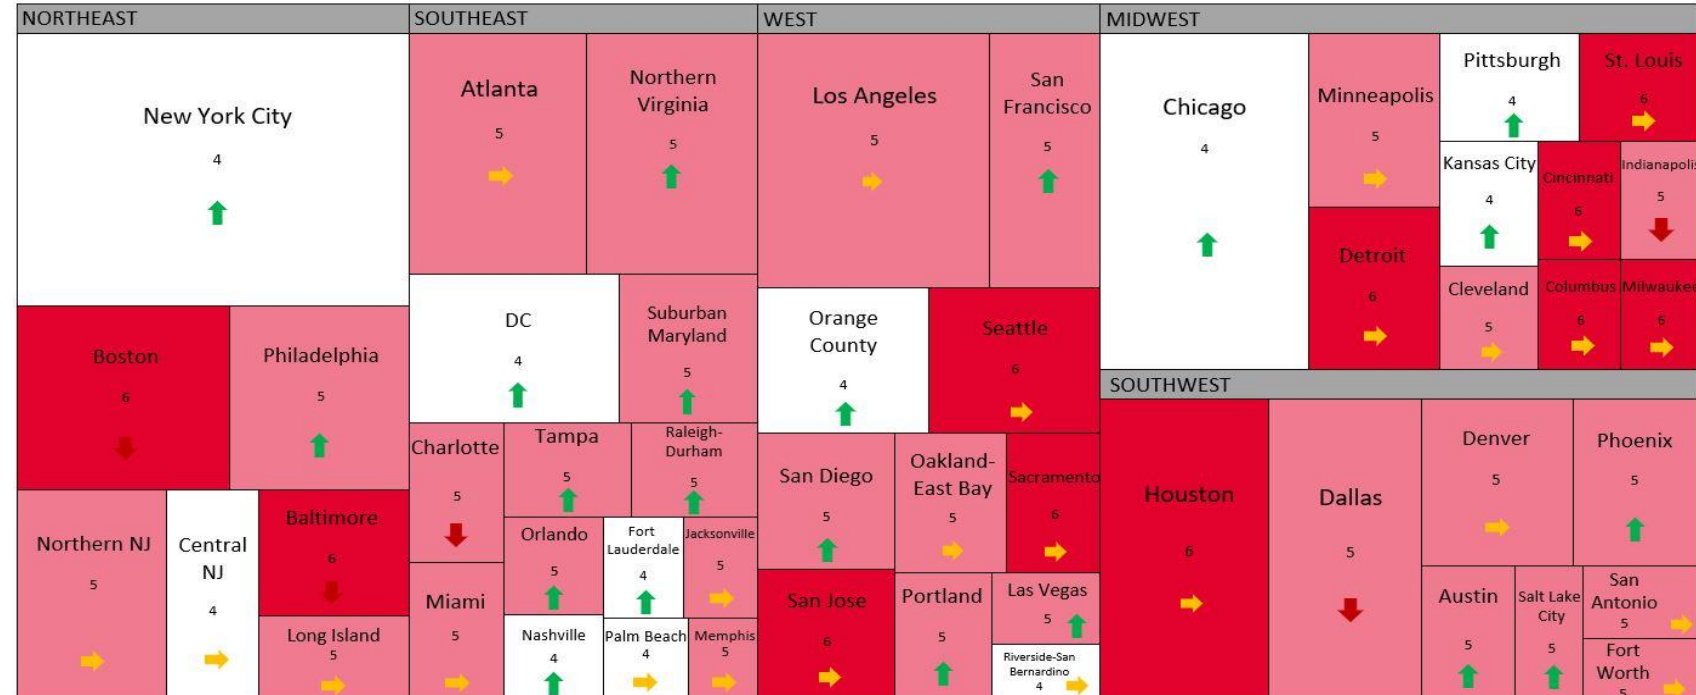 NORTHEAST
New York City
4
Boston
6
Philadelphia
5
Northern NJ
5
Central
NJ
4
Baltimore
6
Long Island
5
SOUTHEAST
Atlanta
5
Northern
Virginia
5
DC
4
Suburban
Maryland
5
Charlotte
5
Tampa
5
Raleigh-
Durham
5
Miami
5
Orlando
5
Fort
Lauderdale
4
Jacksonville
5
Nashville
4
Palm Beach
4
Memphis
5
WEST
Los Angeles
5
San
Francisco
5
Orange
County
4
Seattle
6
San Diego
5
Oakland-
East Bay
5
Sacramento
6
San Jose
6
Portland
5
Las Vegas
5
Riverside-San
Bernardino
4
MIDWEST
Chicago
4
Minneapolis
5
Detroit
6
Pittsburgh
4
St. Louis
6
Kansas City
4
Cincinnati
6
Indianapolis
5
Cleveland
5
Columbus
6
Milwaukee
6
SOUTHWEST
Houston
6
Dallas
5
Denver
5
Phoenix
5
Austin
5
Salt Lake
City
5
San
Antonio
5
Fort
Worth
5